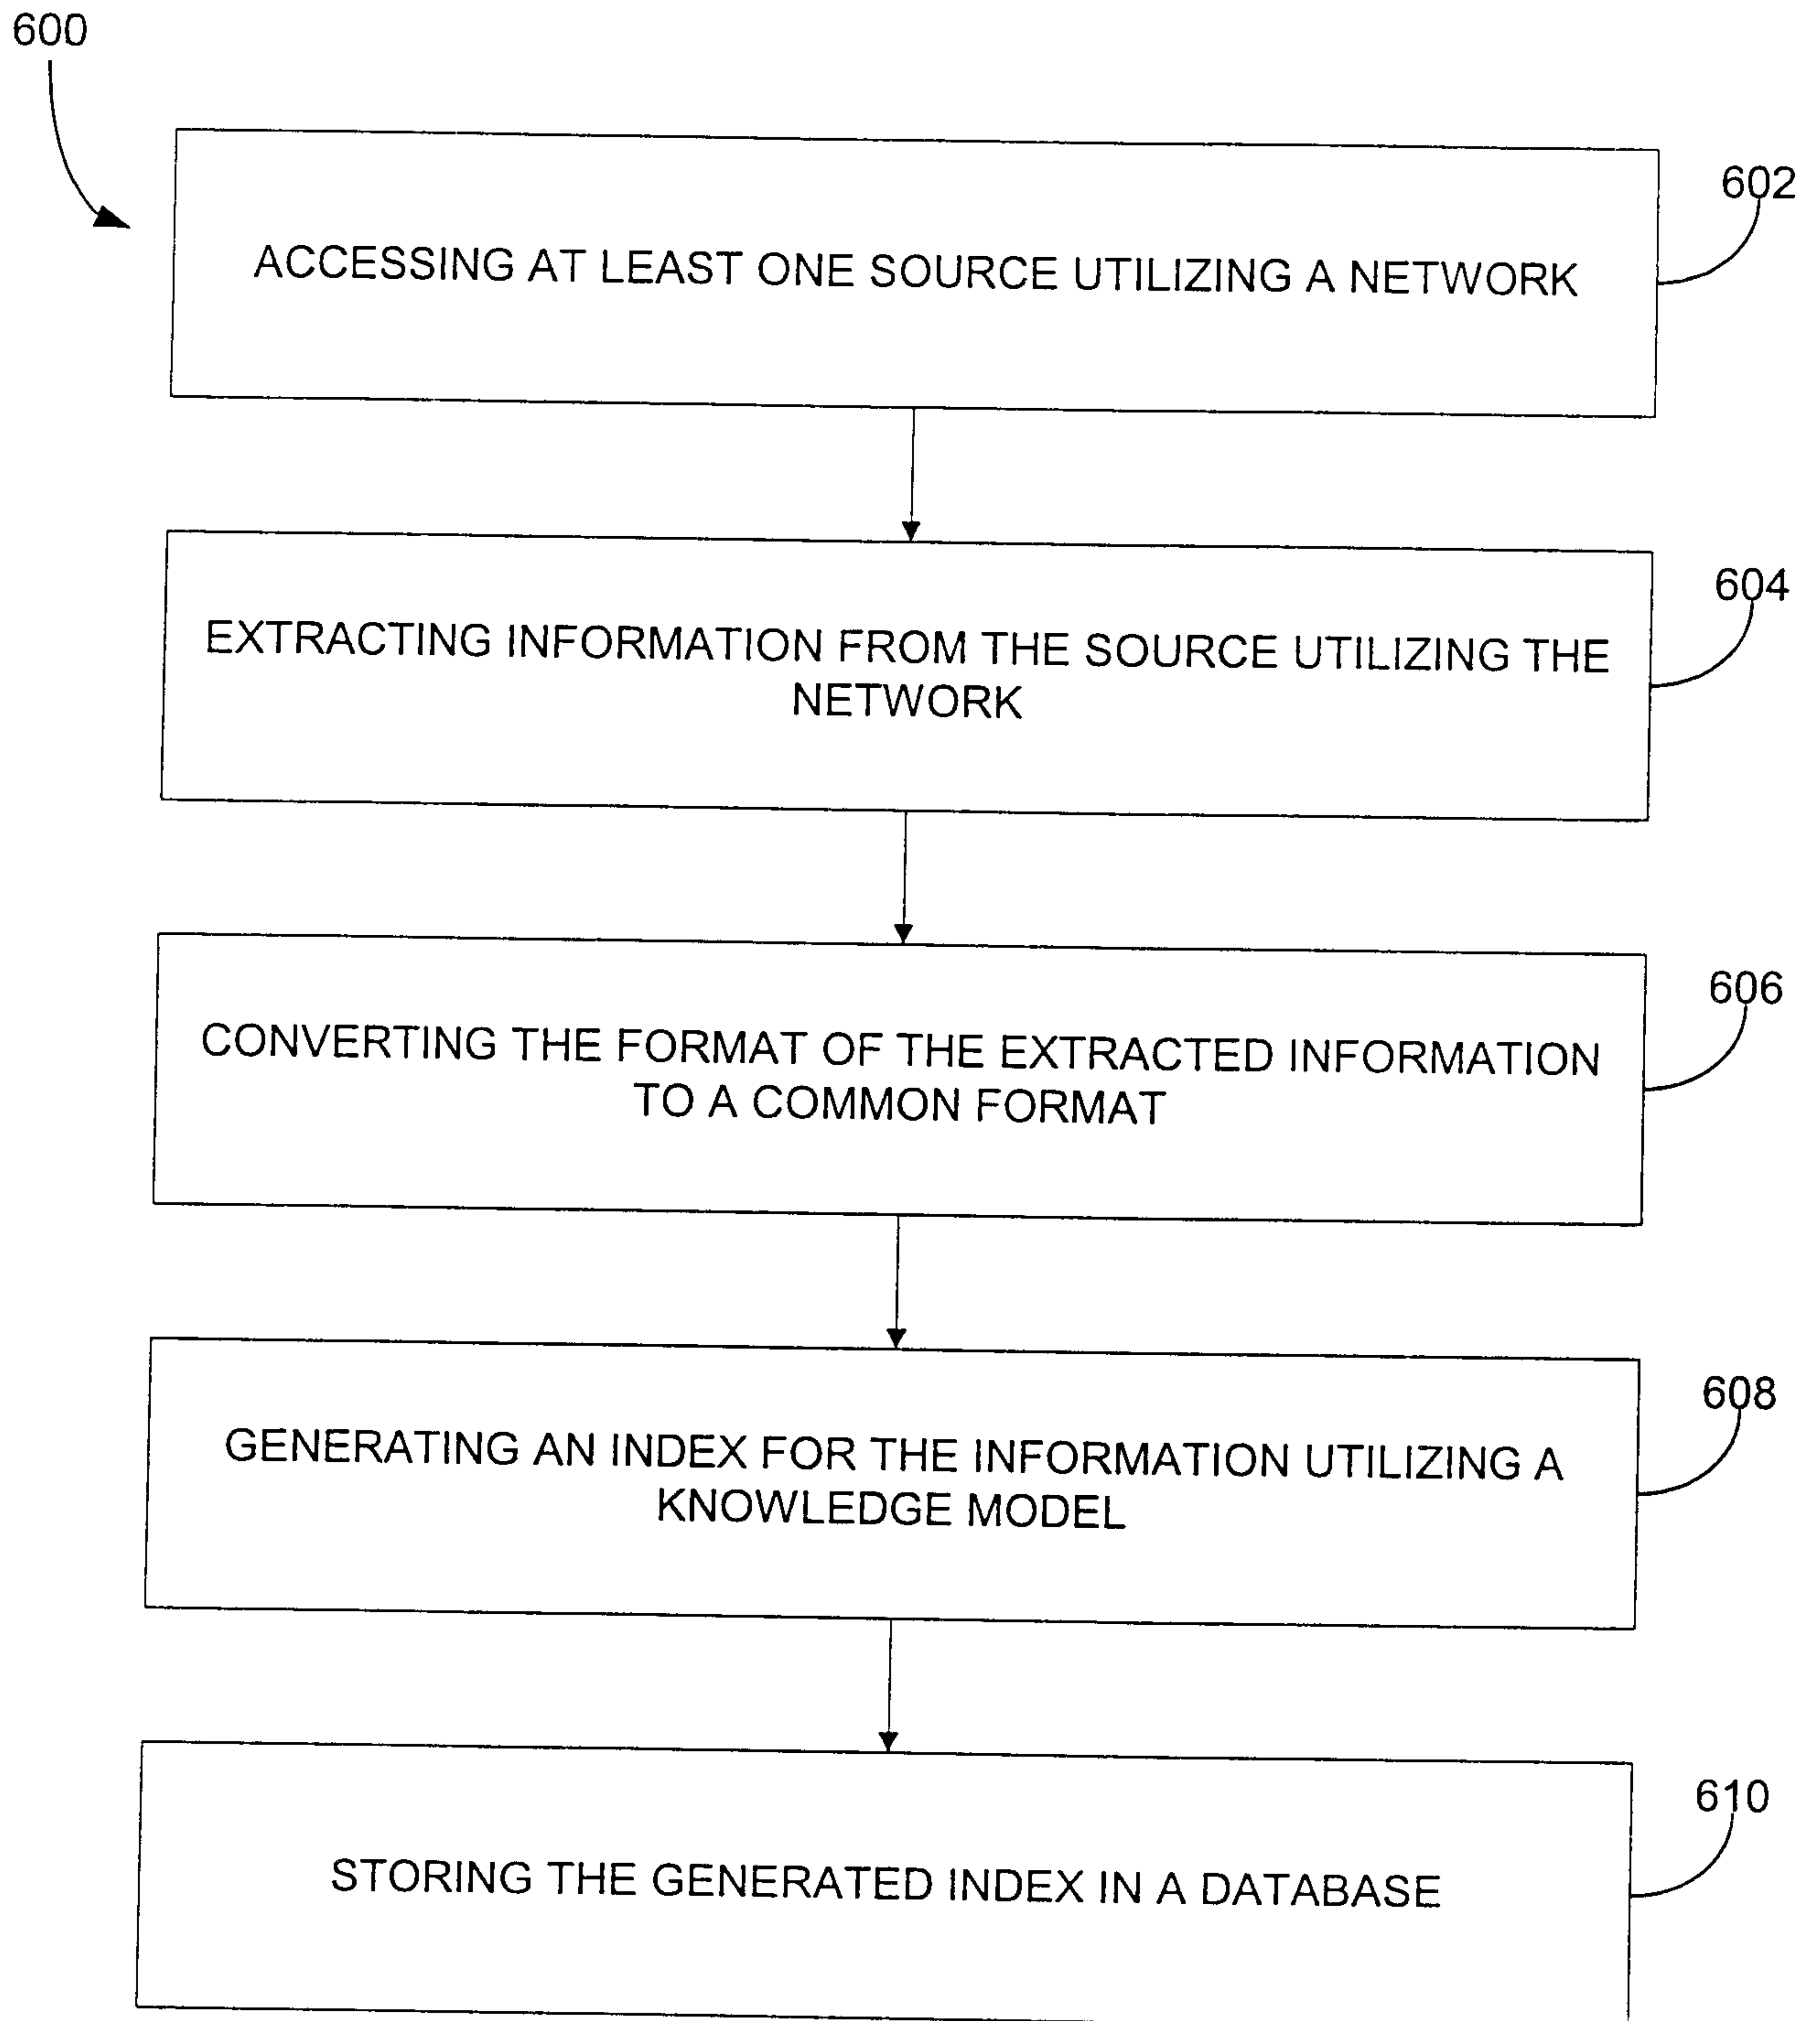 600
602
ACCESSING AT LEAST ONE SOURCE UTILIZING A NETWORK
604
EXTRACTING INFORMATION FROM THE SOURCE UTILIZING THE
NETWORK
606
CONVERTING THE FORMAT OF THE EXTRACTED INFORMATION
TO A COMMON FORMAT
608
GENERATING AN INDEX FOR THE INFORMATION UTILIZING A
KNOWLEDGE MODEL
610
STORING THE GENERATED INDEX IN A DATABASE